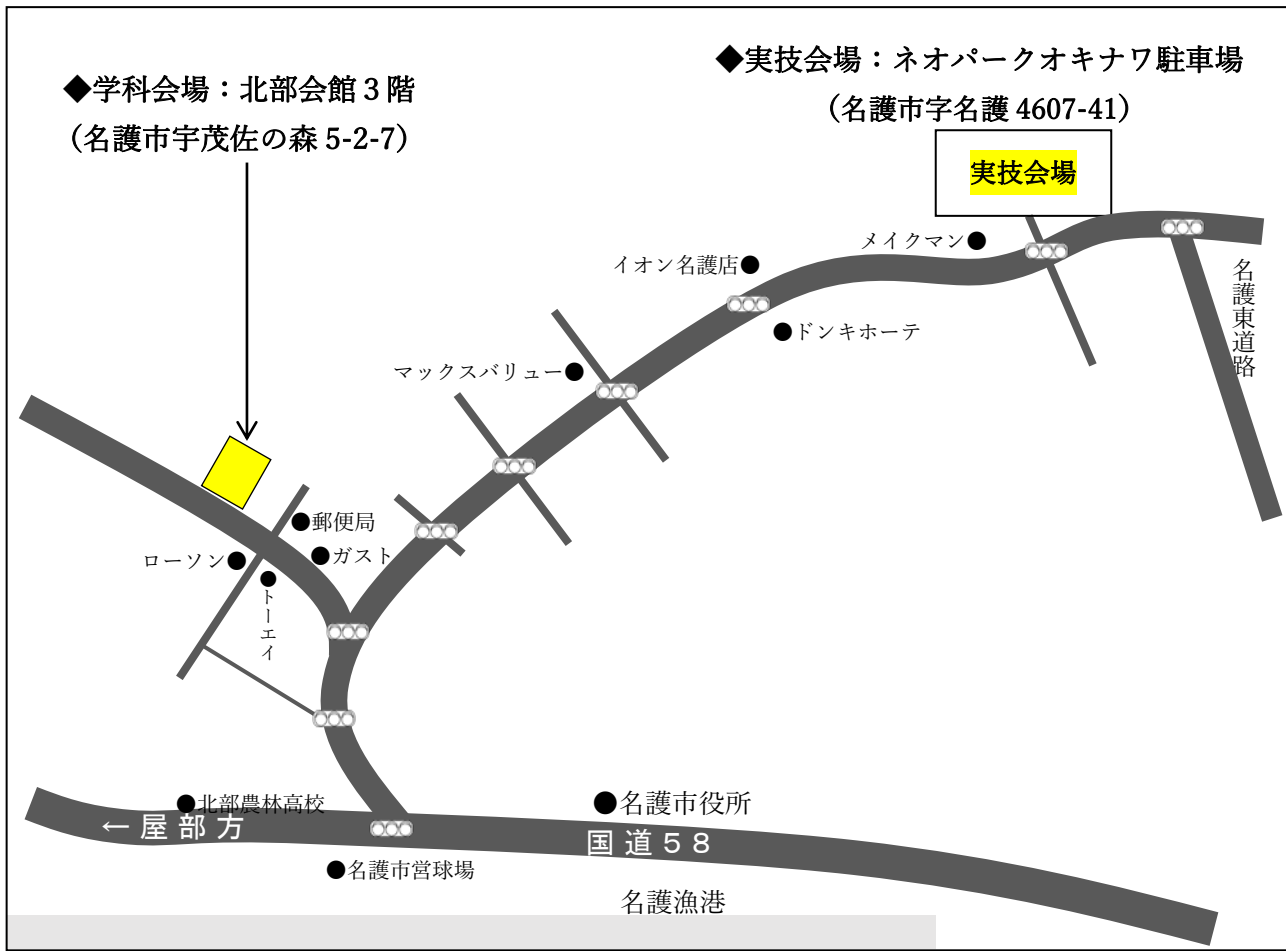 ◆学科会場：北部会館３階
（名護市宇茂佐の森 5-2-7）
◆実技会場：ネオパークオキナワ駐車場
（名護市字名護 4607-41）
実技会場
メイクマン●
イオン名護店●
●ドンキホーテ
名護東道路
マックスバリュー●
●郵便局
ローソン●
●ガスト
●トーエイ
●北部農林高校
●名護市役所
←屋部方
国道５８
●名護市営球場
名護漁港